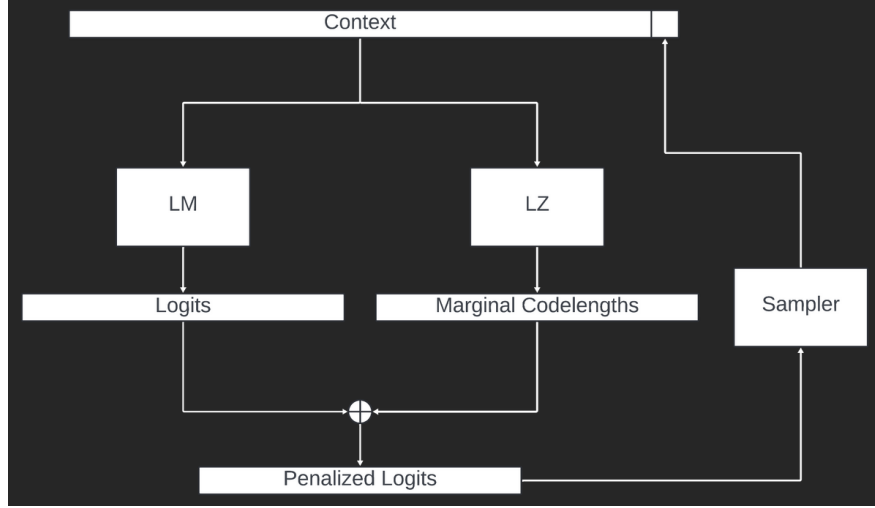 Context
LM
LZ
Logits
Marginal Codelengths
Sampler
Penalized Logits